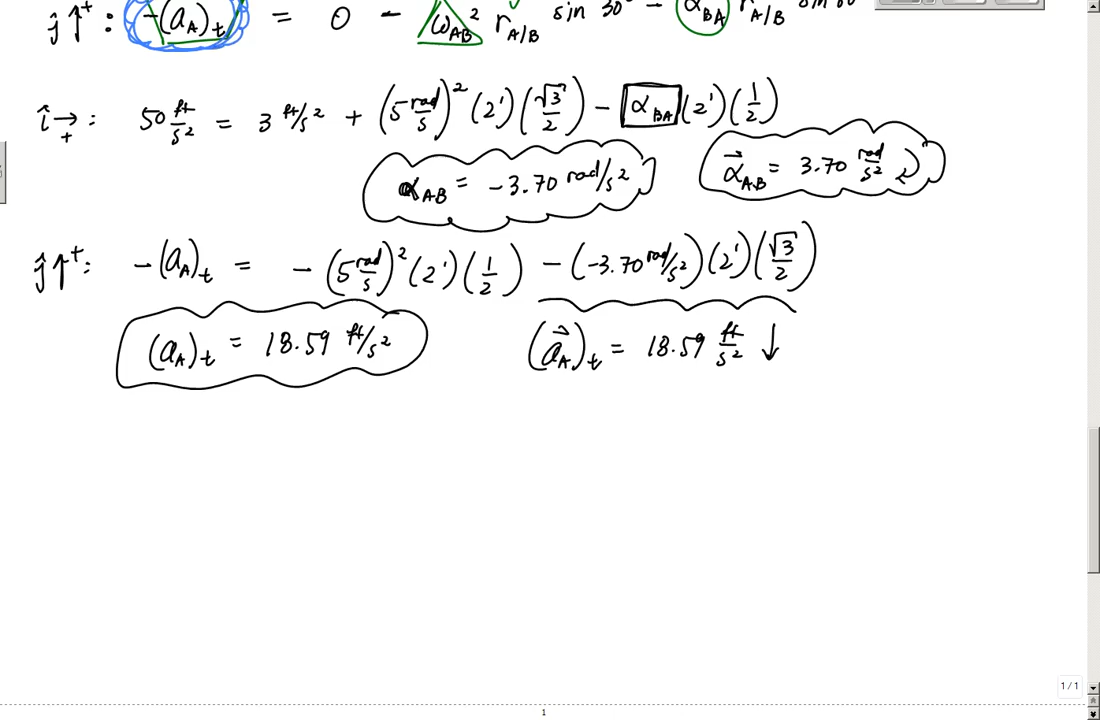 ĵ↑⁺: -(a_A)_t = 0 - ω_AB² r_A/B sin 30° - α_BA r_A/B
î→₊: 50 ft/s² = 3 ft/s² + (5 rad/s)² (2') (√3/2) - α_BA (2') (1/2)
α_AB = -3.70 rad/s² α⃗_AB = 3.70 rad/s² ↻
ĵ↑⁺: -(a_A)_t = - (5 rad/s)² (2') (1/2) - (-3.70 rad/s²) (2') (√3/2)
(a_A)_t = 18.59 ft/s² (a⃗_A)_t = 18.59 ft/s² ↓
1/1
1